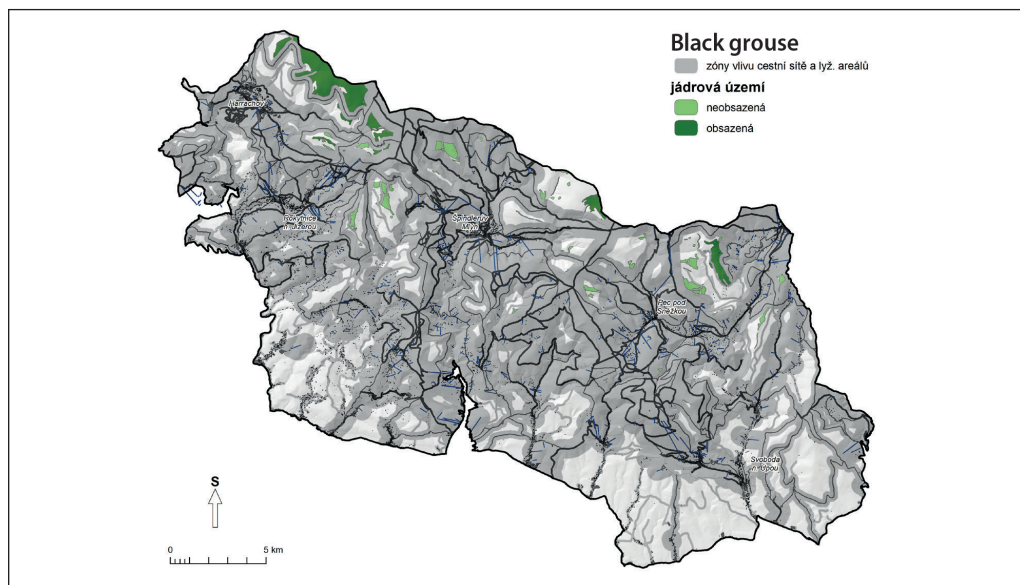 Black grouse
zóny vlivu cestní sítě a lyž. areálů
jádrová území
neobsazená
obsazená
Harrachov
Rokytnice
n. Jizerou
Špindlerův
Mlýn
Pec pod
Sněžkou
Svoboda
n. Úpou
S
0 5 km